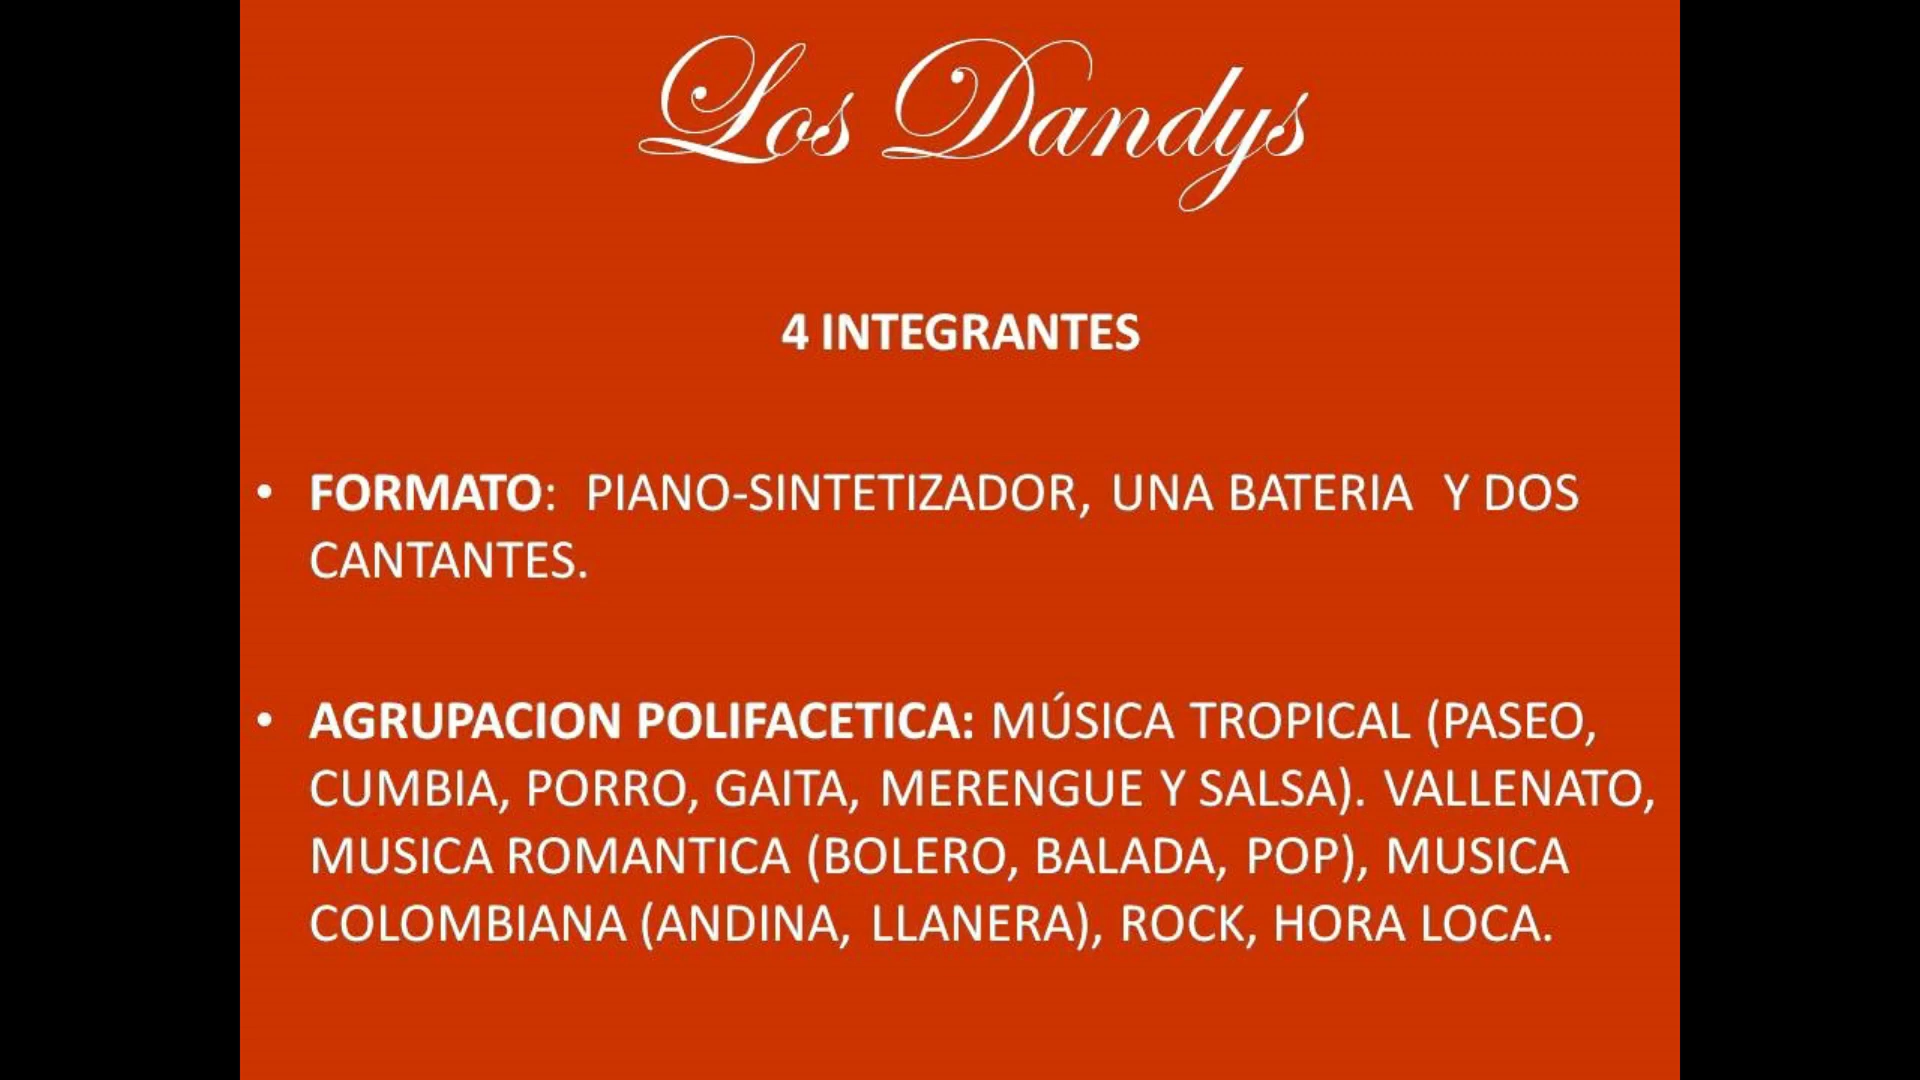 Los Dandys
4 INTEGRANTES
• FORMATO: PIANO-SINTETIZADOR, UNA BATERIA Y DOS
CANTANTES.
• AGRUPACION POLIFACETICA: MÚSICA TROPICAL (PASEO,
CUMBIA, PORRO, GAITA, MERENGUE Y SALSA). VALLENATO,
MUSICA ROMANTICA (BOLERO, BALADA, POP), MUSICA
COLOMBIANA (ANDINA, LLANERA), ROCK, HORA LOCA.